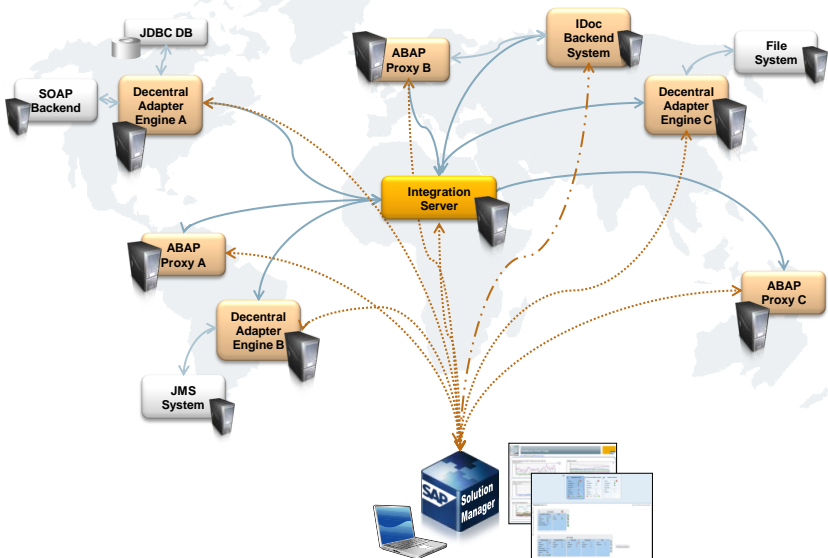 JDBC DB
SOAP
Backend
Decentral
Adapter
Engine A
ABAP
Proxy B
IDoc
Backend
System
File
System
Decentral
Adapter
Engine C
Integration
Server
ABAP
Proxy A
ABAP
Proxy C
Decentral
Adapter
Engine B
JMS
System
SAP
Solution
Manager